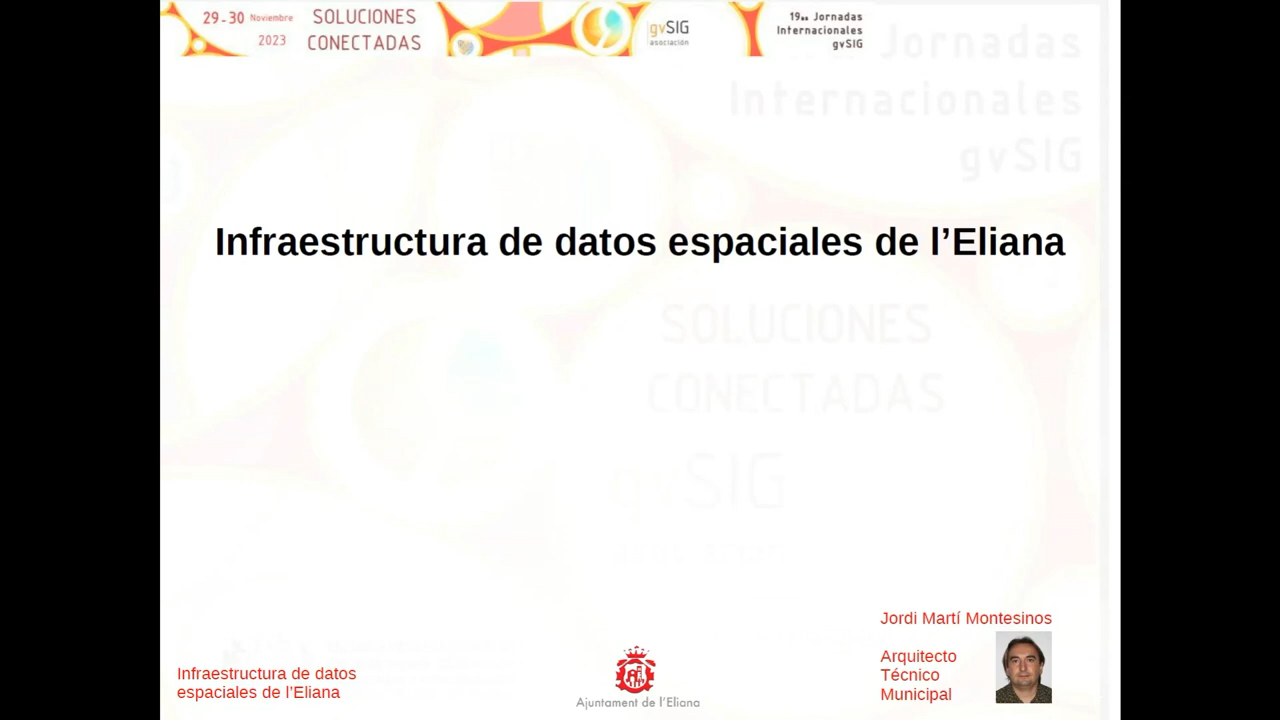 29-30 Noviembre
2023
SOLUCIONES
CONECTADAS
gvSIG
asociación
19as Jornadas
Internacionales
gvSIG
Jornadas
Internacionales
gvSIG
Infraestructura de datos espaciales de l’Eliana
SOLUCIONES
CONECTADAS
gvSIG
asociación
Jordi Martí Montesinos
Arquitecto
Técnico
Municipal
Infraestructura de datos
espaciales de l’Eliana
Ajuntament de l’Eliana